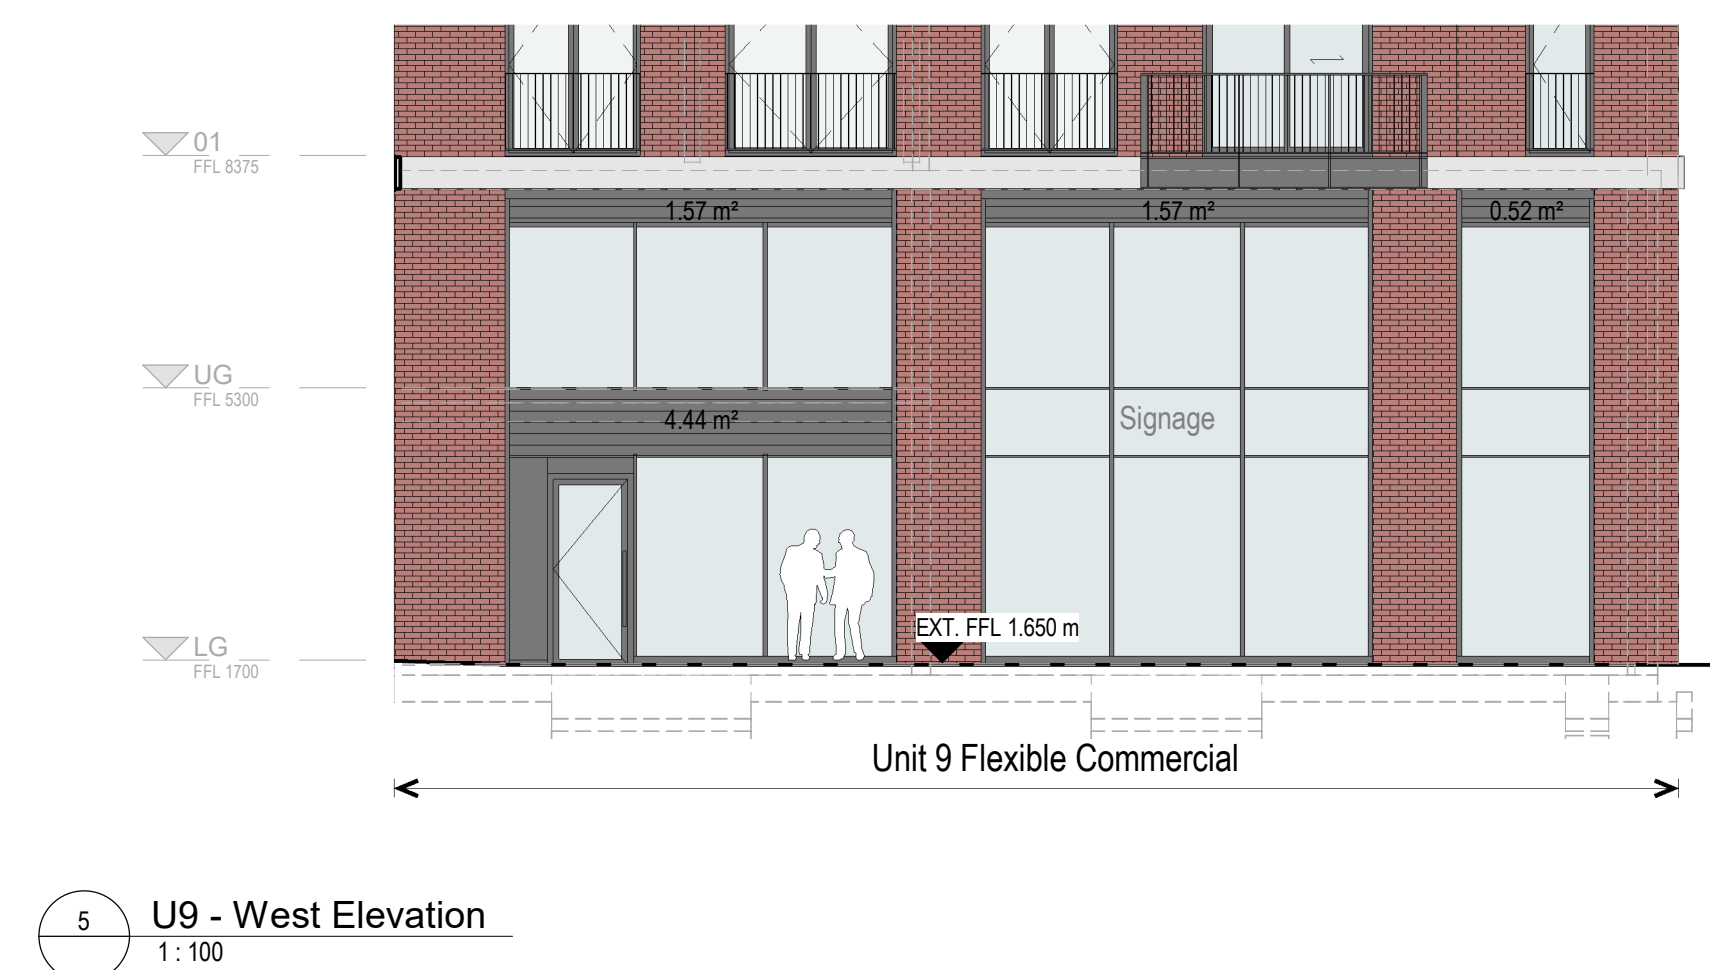 01
FFL 8375
1.57 m²
1.57 m²
0.52 m²
UG
FFL 5300
4.44 m²
Signage
EXT. FFL 1.650 m
LG
FFL 1700
Unit 9 Flexible Commercial
5
U9 - West Elevation
1 : 100